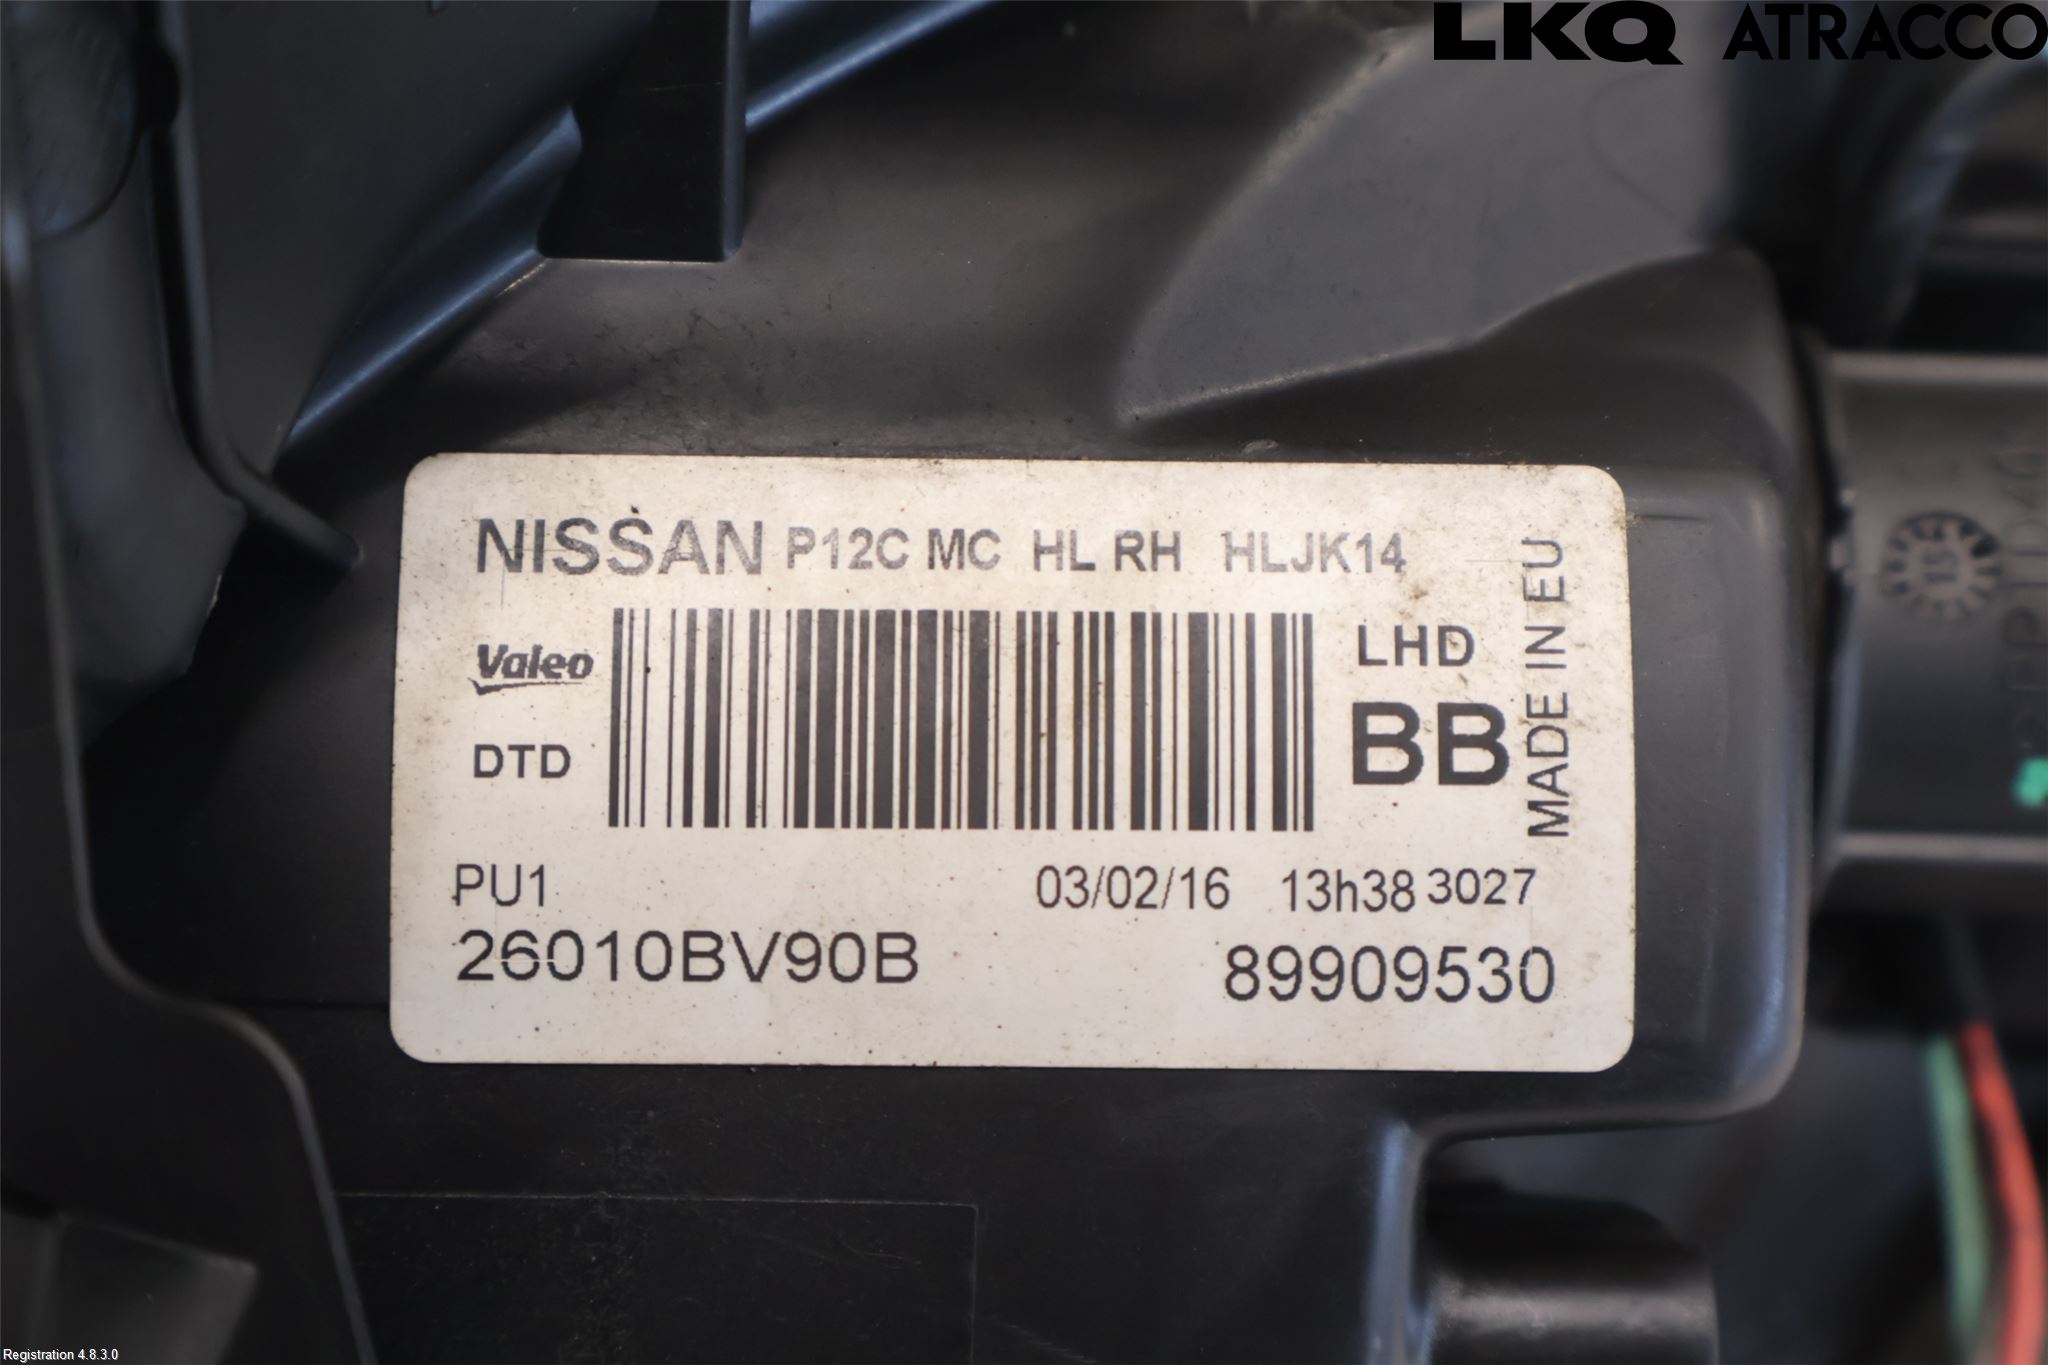 LKQ ATRACCO
NISSAN P12C MC HL RH HLJK14
Valeo
LHD
DTD
BB
MADE IN EU
PU1
03/02/16 13h38 3027
26010BV90B
89909530
15
Registration 4.8.3.0